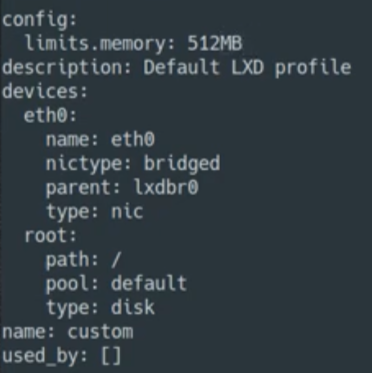 config:
  limits.memory: 512MB
description: Default LXD profile
devices:
  eth0:
    name: eth0
    nictype: bridged
    parent: lxdbr0
    type: nic
  root:
    path: /
    pool: default
    type: disk
name: custom
used_by: []